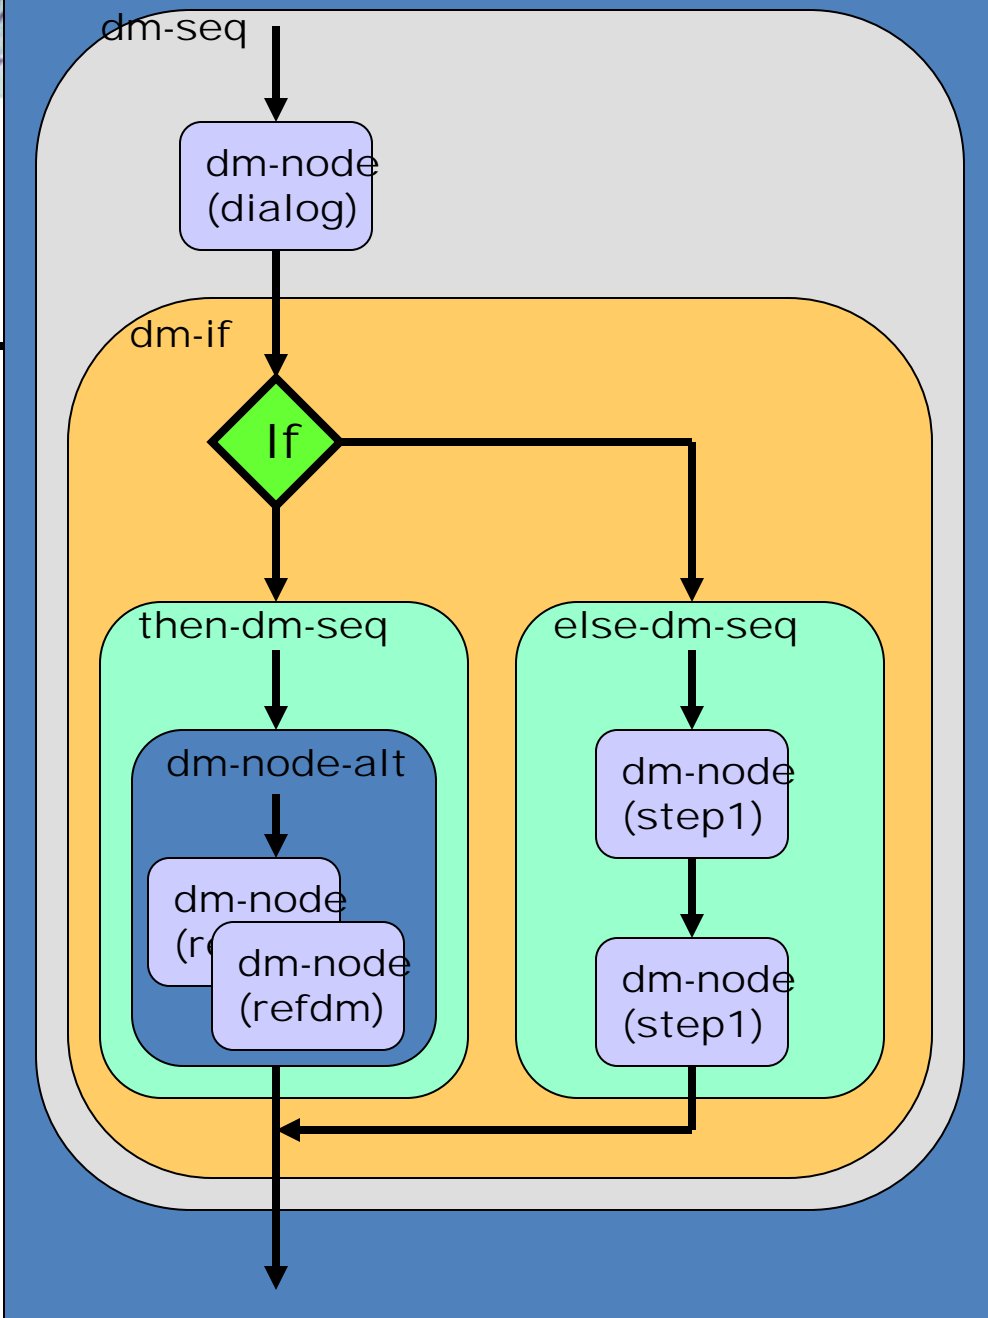 dm-seq
dm-node
(dialog)
dm-if
If
then-dm-seq
else-dm-seq
dm-node-alt
dm-node
(step1)
dm-node
dm-node
(refdm)
dm-node
(step1)